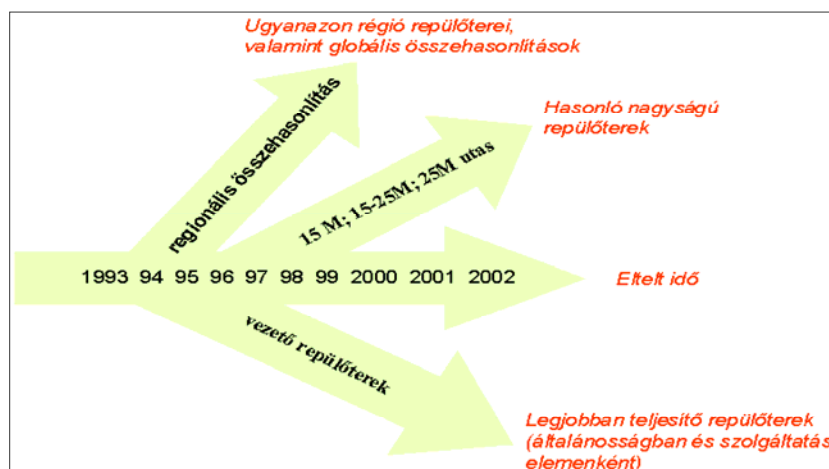 Ugyanazon régió repülőterei,
valamint globális összehasonlítások
regionális összehasonlítás
Hasonló nagyságú
repülőterek
15 M; 15-25M; 25M utas
1993 94 95 96 97 98 99 2000 2001 2002
Eltelt idő
vezető repülőterek
Legjobban teljesítő repülőterek
(általánosságban és szolgáltatás
elemenként)